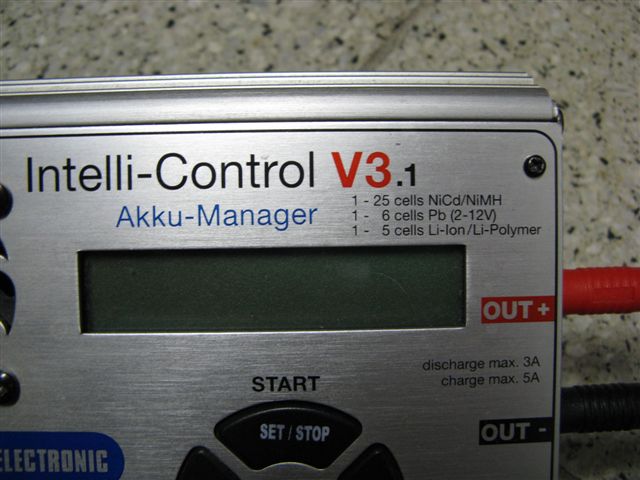 Intelli-Control V3.1
Akku-Manager
1 - 25 cells NiCd/NiMH
1 - 6 cells Pb (2-12V)
1 - 5 cells Li-Ion/Li-Polymer
OUT +
discharge max. 3A
charge max. 5A
START
SET / STOP
OUT -
ELECTRONIC